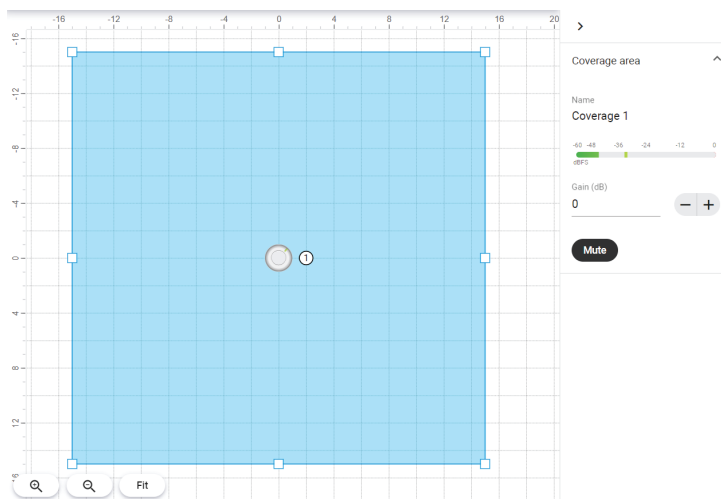 -16 -12 -8 -4 0 4 8 12 16 20
-16
-12
-8
-4
0
4
8
12
1
Fit
Coverage area
Name
Coverage 1
-60 -48 -36 -24 -12 0
dBFS
Gain (dB)
0
Mute